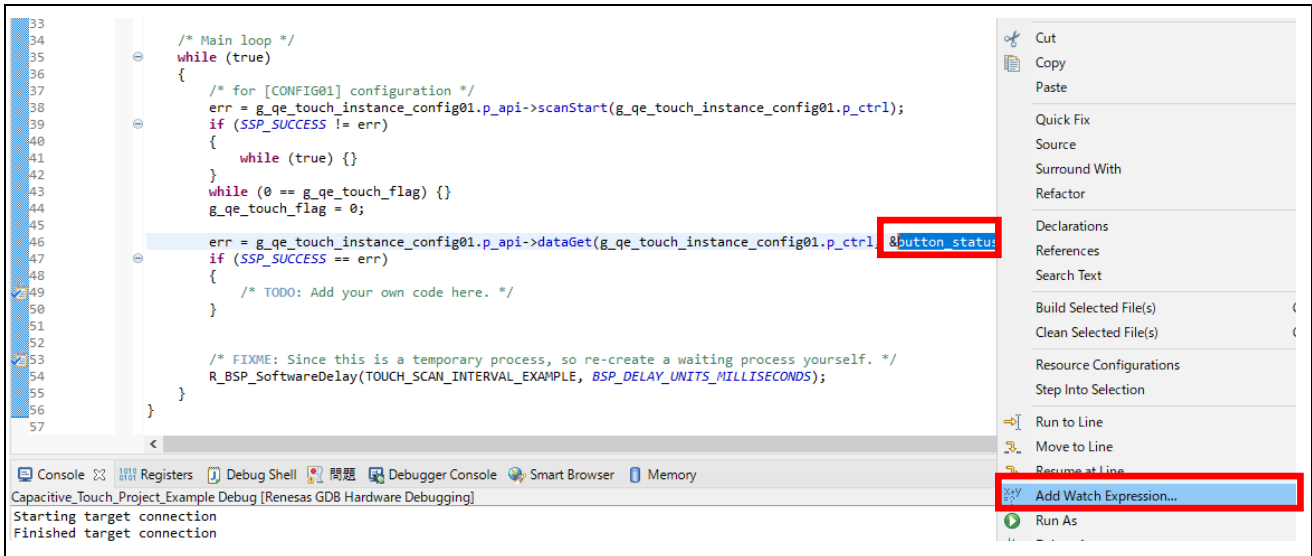 33
34 /* Main loop */
35 while (true)
36 {
37 /* for [CONFIG01] configuration */
38 err = g_qe_touch_instance_config01.p_api->scanStart(g_qe_touch_instance_config01.p_ctrl);
39 if (SSP_SUCCESS != err)
40 {
41 while (true) {}
42 }
43 while (0 == g_qe_touch_flag) {}
44 g_qe_touch_flag = 0;
45
46 err = g_qe_touch_instance_config01.p_api->dataGet(g_qe_touch_instance_config01.p_ctrl, &button_status
47 if (SSP_SUCCESS == err)
48 {
49 /* TODO: Add your own code here. */
50 }
51
52
53 /* FIXME: Since this is a temporary process, so re-create a waiting process yourself. */
54 R_BSP_SoftwareDelay(TOUCH_SCAN_INTERVAL_EXAMPLE, BSP_DELAY_UNITS_MILLISECONDS);
55 }
56 }
57
Cut
Copy
Paste
Quick Fix
Source
Surround With
Refactor
Declarations
References
Search Text
Build Selected File(s)
Clean Selected File(s)
Resource Configurations
Step Into Selection
Run to Line
Move to Line
Resume at Line
Add Watch Expression...
Run As
Console Registers Debug Shell 問題 Debugger Console Smart Browser Memory
Capacitive_Touch_Project_Example Debug [Renesas GDB Hardware Debugging]
Starting target connection
Finished target connection